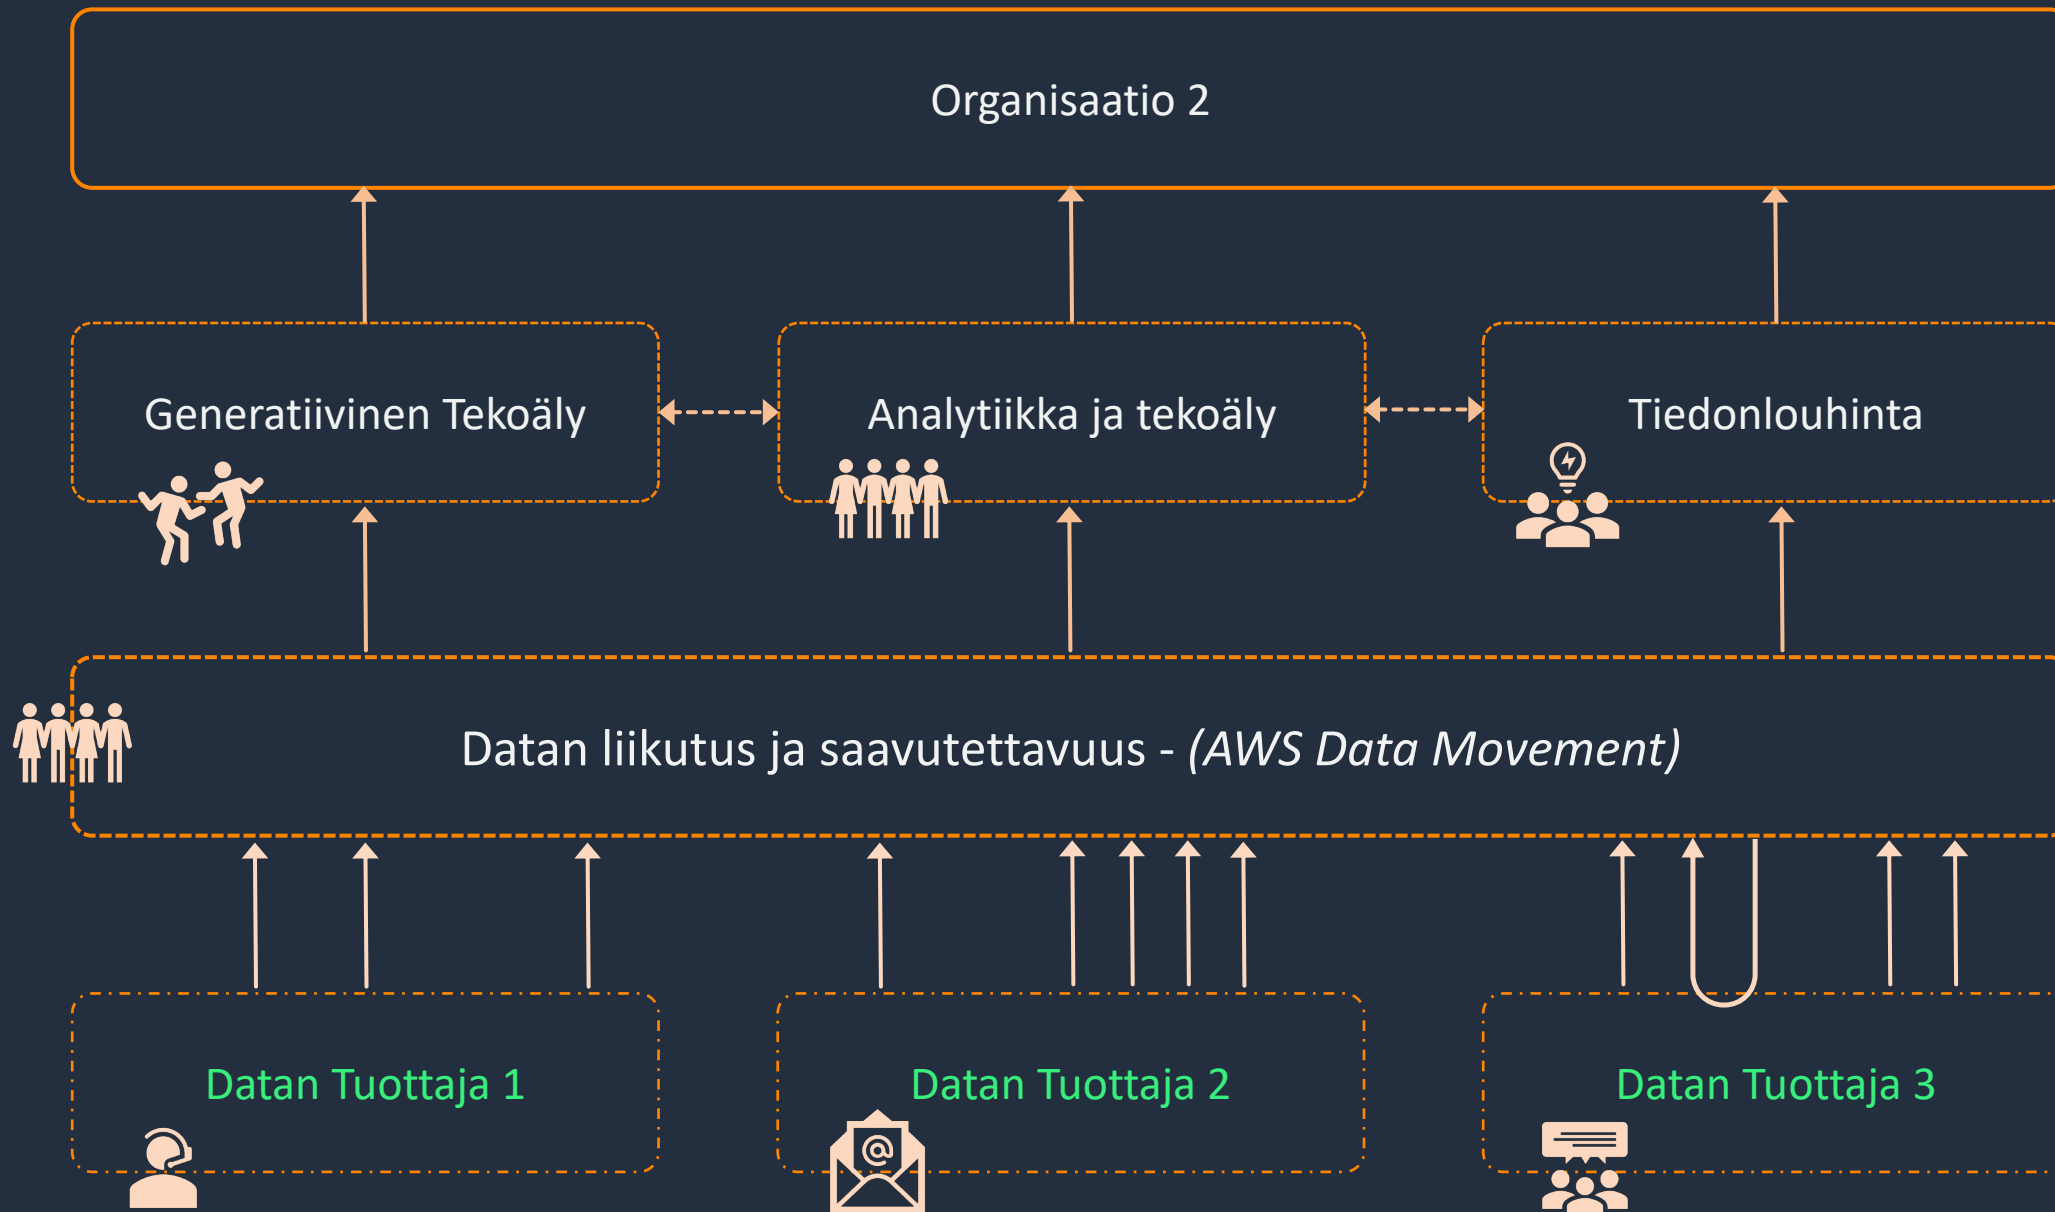 Organisaatio 2
Generatiivinen Tekoäly
Analytiikka ja tekoäly
Tiedonlouhinta
Datan liikutus ja saavutettavuus - (AWS Data Movement)
Datan Tuottaja 1
Datan Tuottaja 2
Datan Tuottaja 3
@